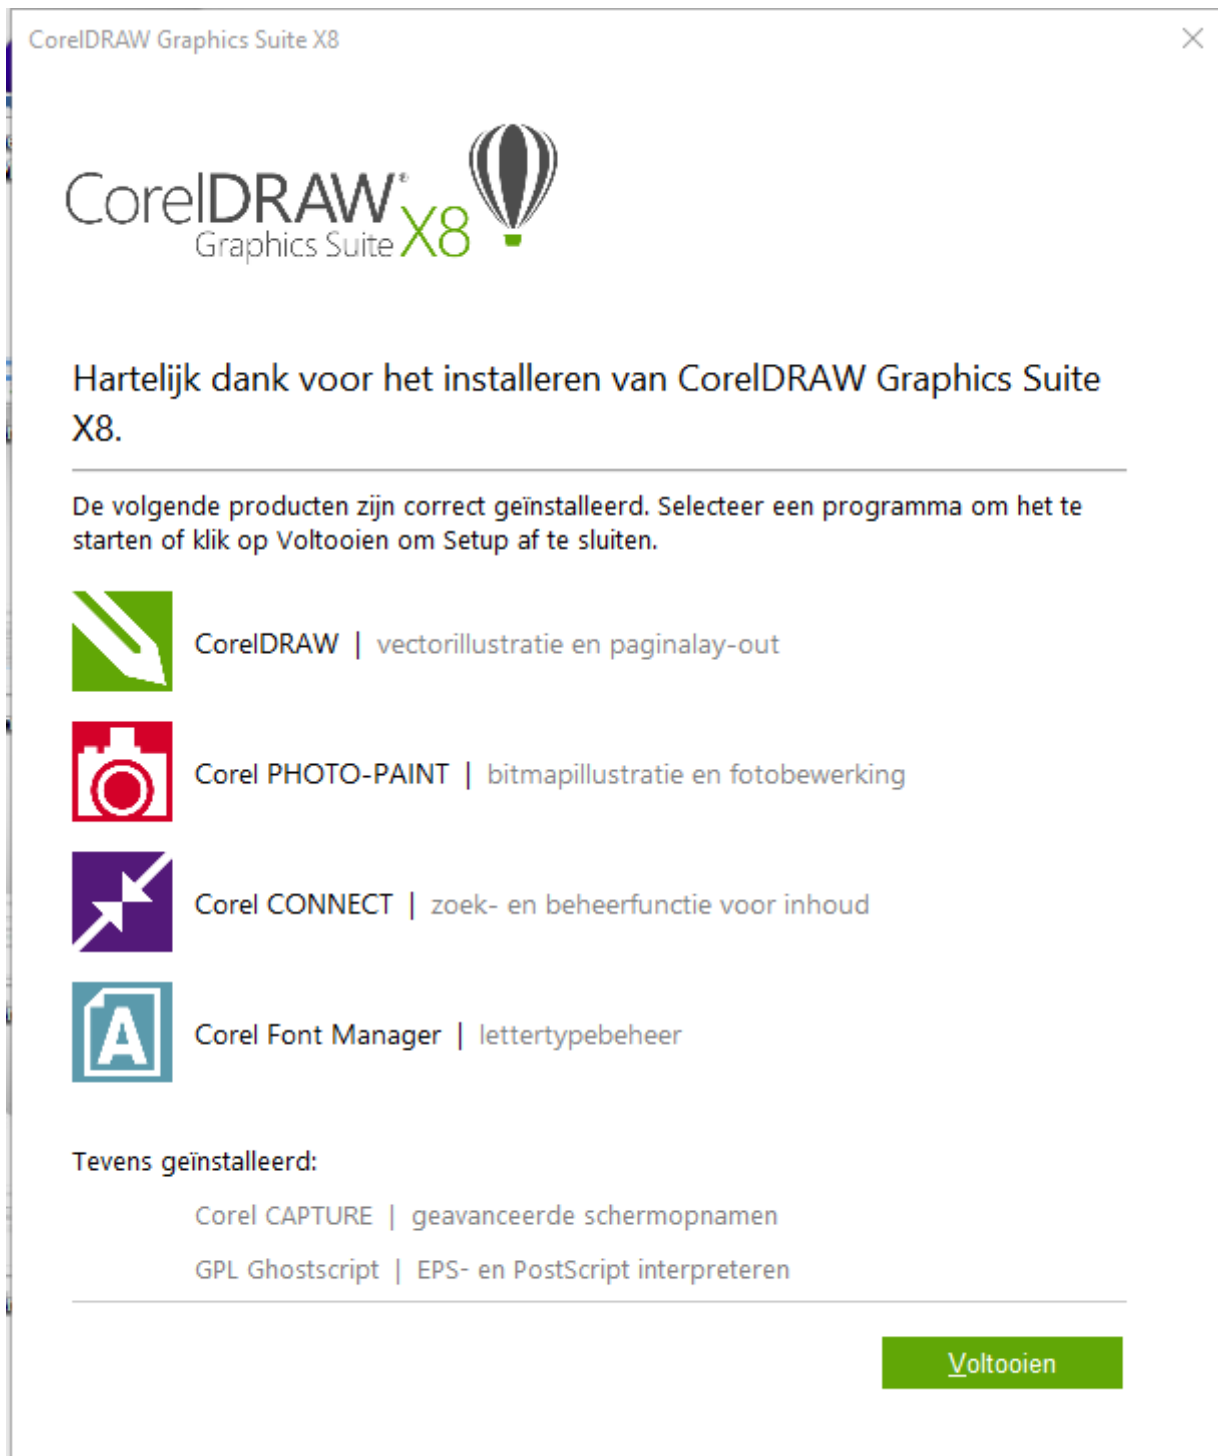 CorelDRAW Graphics Suite X8
CorelDRAW® X8
Graphics Suite
Hartelijk dank voor het installeren van CorelDRAW Graphics Suite
X8.
De volgende producten zijn correct geïnstalleerd. Selecteer een programma om het te
starten of klik op Voltooien om Setup af te sluiten.
CorelDRAW | vectorillustratie en paginalay-out
Corel PHOTO-PAINT | bitmapillustratie en fotobewerking
Corel CONNECT | zoek- en beheerfunctie voor inhoud
A
Corel Font Manager | lettertypebeheer
Tevens geïnstalleerd:
Corel CAPTURE | geavanceerde schermopnamen
GPL Ghostscript | EPS- en PostScript interpreteren
Voltooien